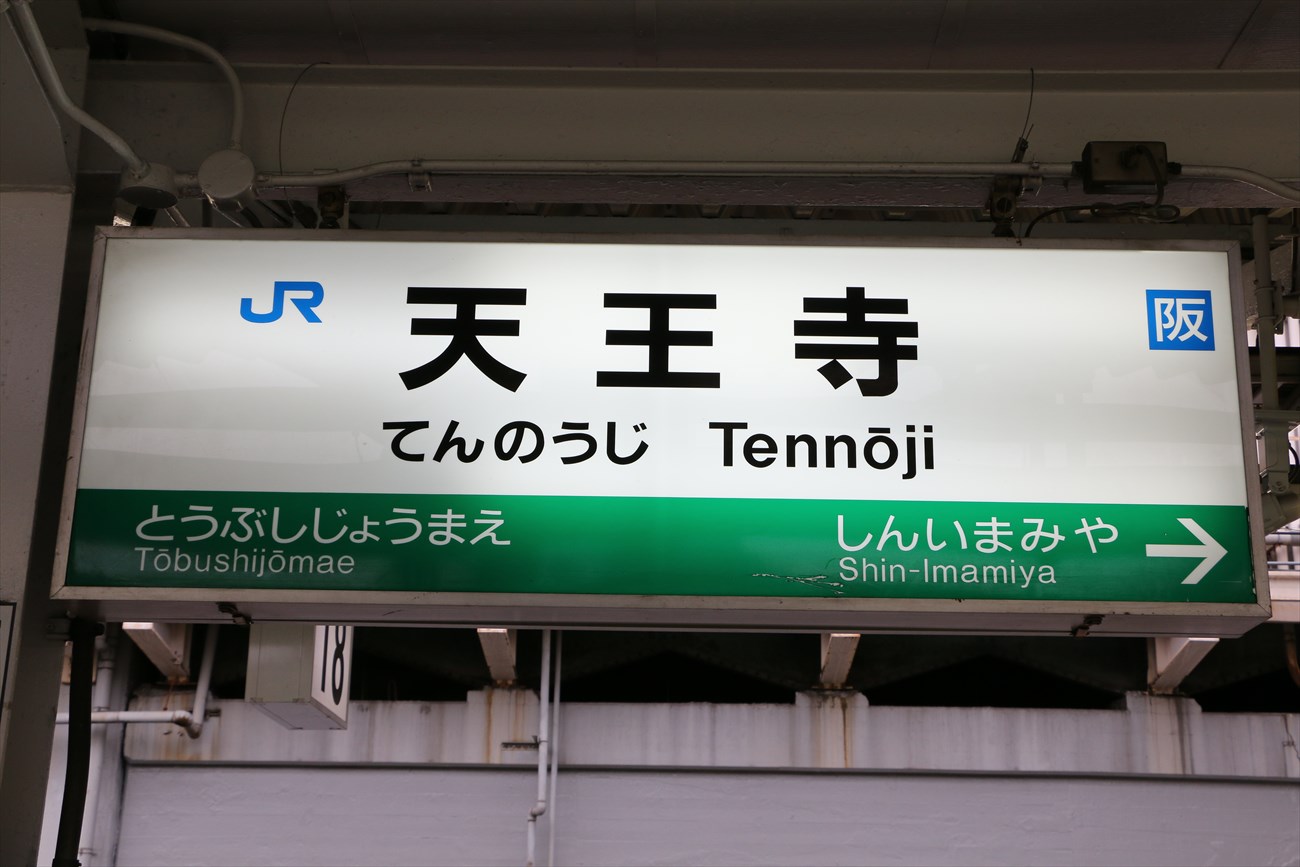 JR 天王寺 阪
てんのうじ Tennōji
とうぶしじょうまえ しんいまみや
Tōbushijōmae Shin-Imamiya
18